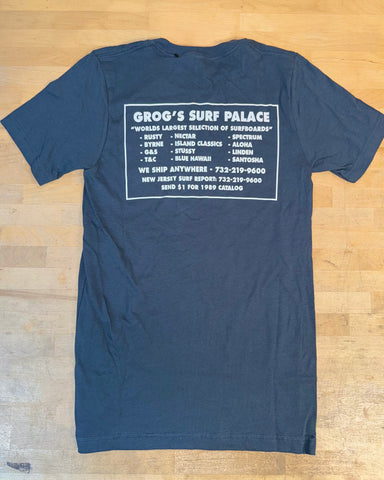 GROG'S SURF PALACE
"WORLDS LARGEST SELECTION OF SURFBOARDS"
- RUSTY - NECTAR - SPECTRUM
- BYRNE - ISLAND CLASSICS - ALOHA
- G&S - STUSSY - LINDEN
- T&C - BLUE HAWAII - SANTOSHA
WE SHIP ANYWHERE - 732-219-9600
NEW JERSEY SURF REPORT: 732-219-9600
SEND $1 FOR 1989 CATALOG